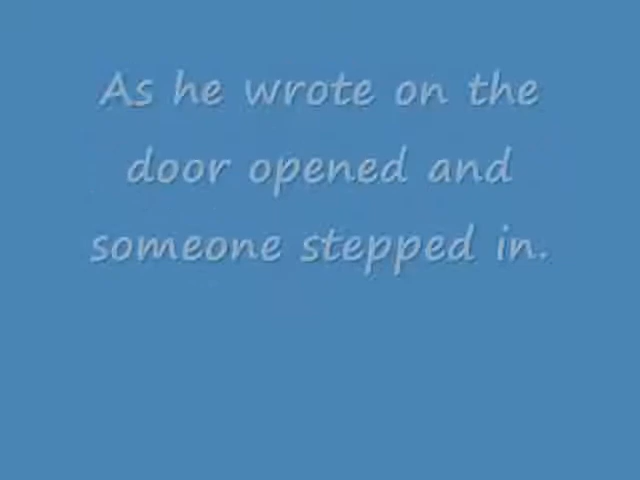 As he wrote on the
door opened and
someone stepped in.